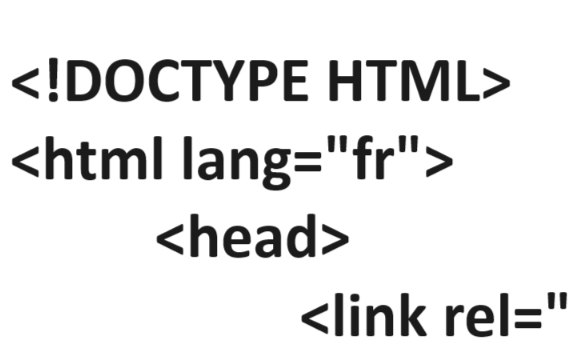 <!DOCTYPE HTML>
<html lang="fr">
<head>
<link rel="